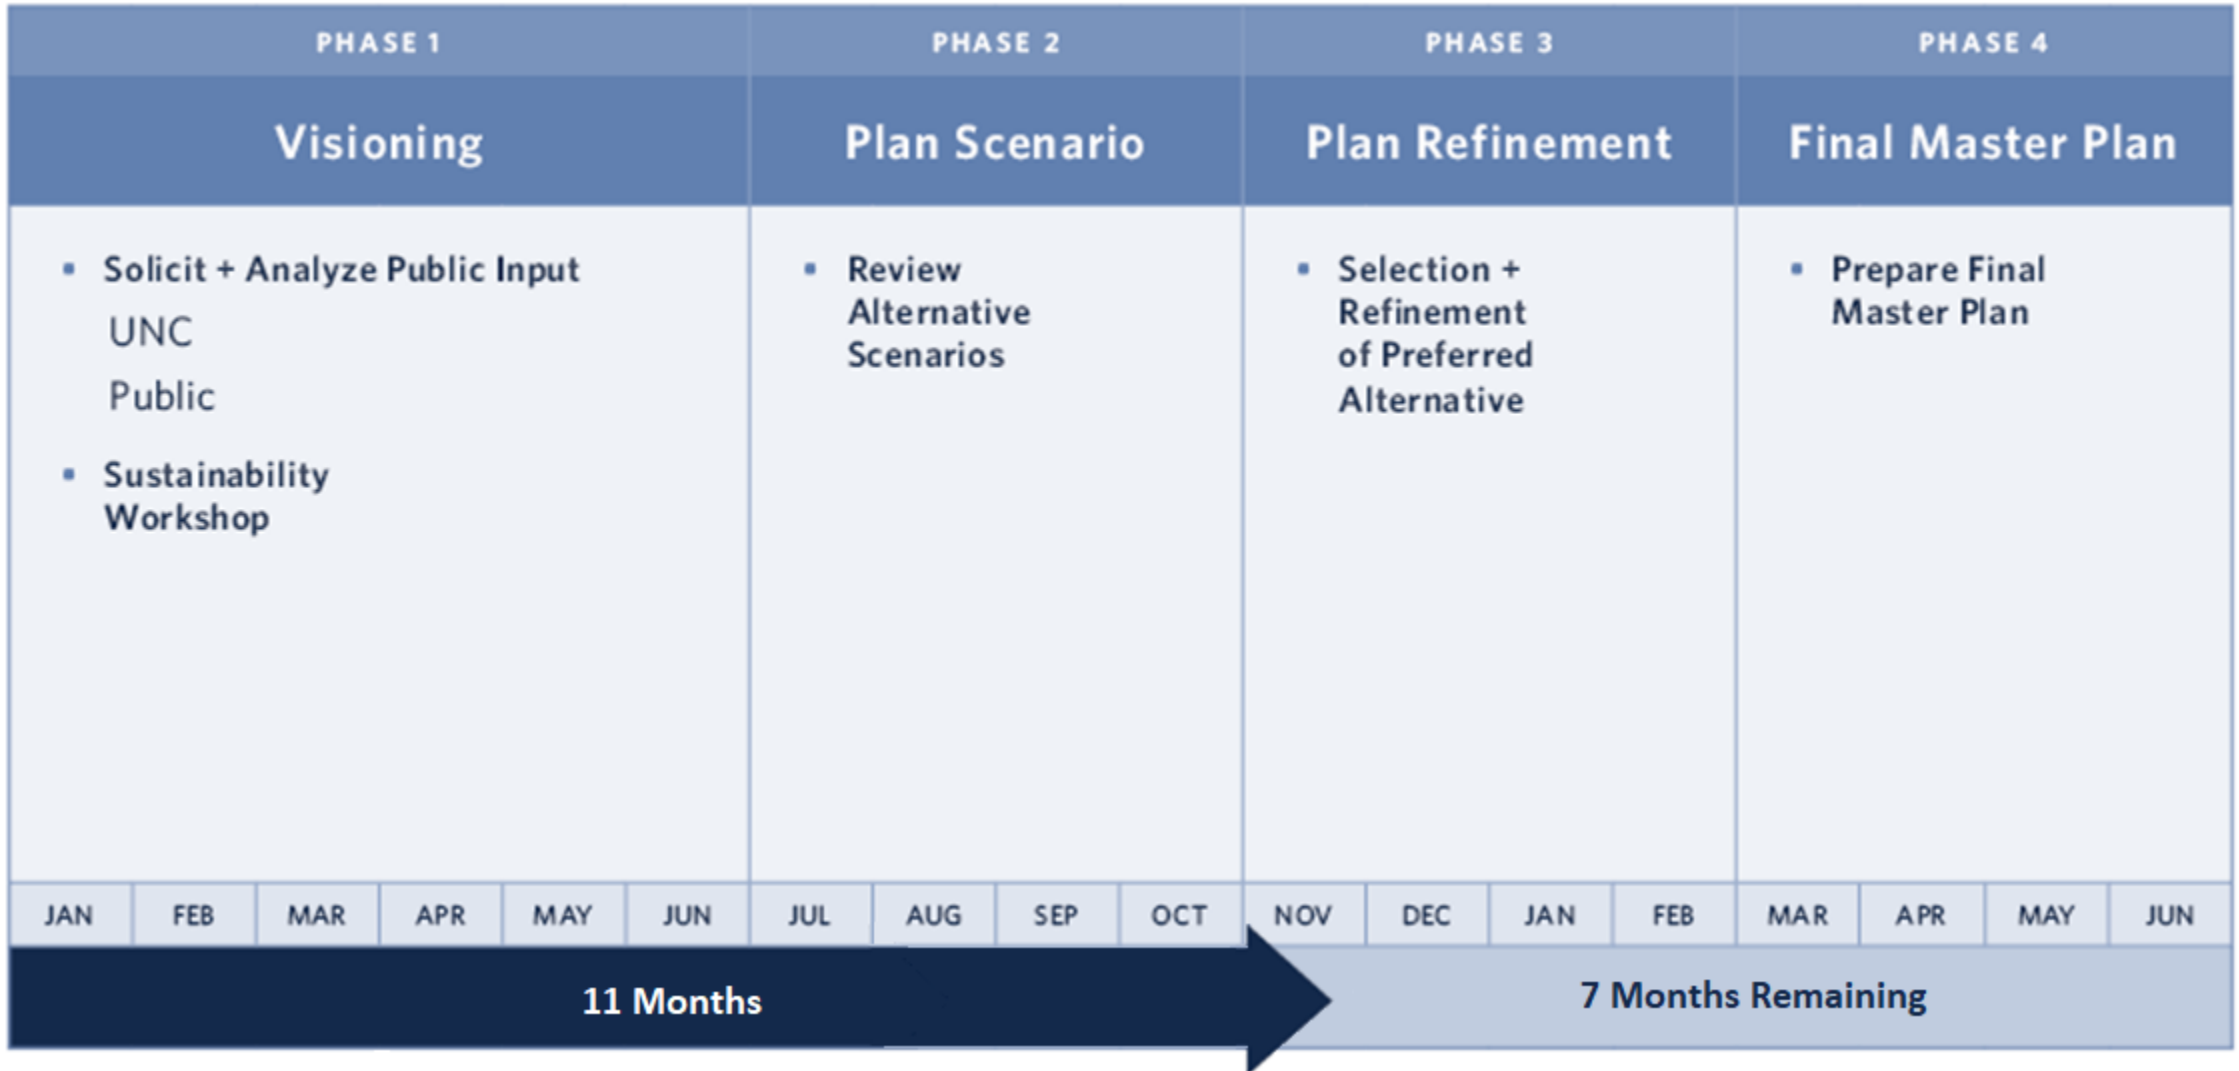 PHASE 1
PHASE 2
PHASE 3
PHASE 4
Visioning
Plan Scenario
Plan Refinement
Final Master Plan
Solicit + Analyze Public Input
UNC
Public
Sustainability
Workshop
Review
Alternative
Scenarios
Selection +
Refinement
of Preferred
Alternative
Prepare Final
Master Plan
JAN FEB MAR APR MAY JUN JUL AUG SEP OCT NOV DEC JAN FEB MAR APR MAY JUN
11 Months
7 Months Remaining